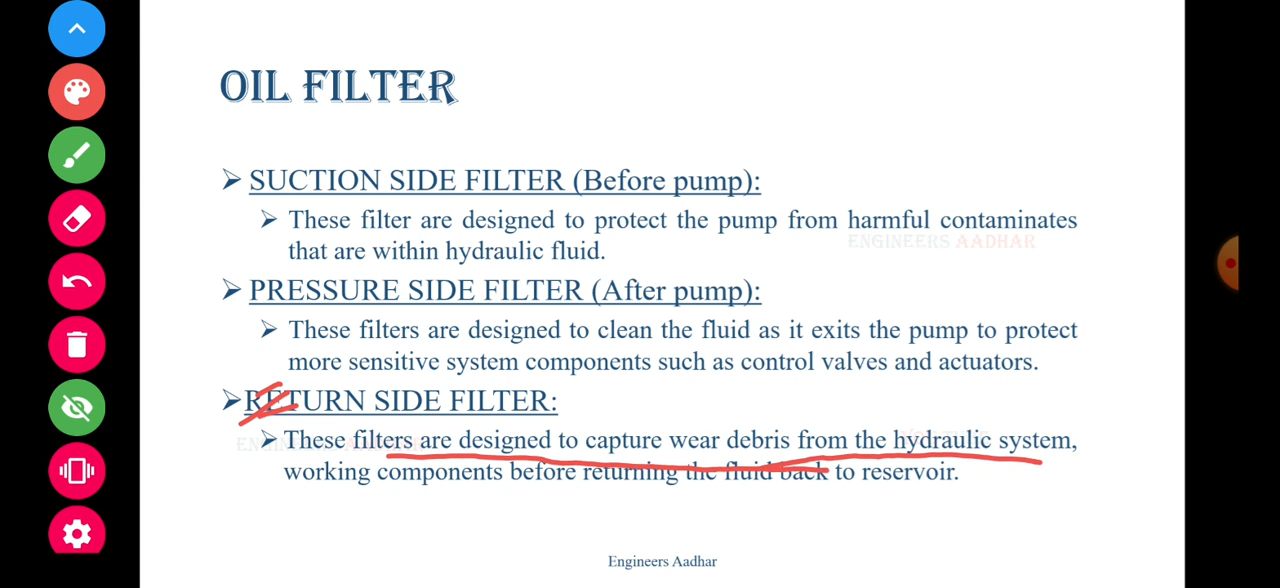 OIL FILTER
➢ SUCTION SIDE FILTER (Before pump):
➢ These filter are designed to protect the pump from harmful contaminates
that are within hydraulic fluid.
ENGINEERS AADHAR
➢ PRESSURE SIDE FILTER (After pump):
➢ These filters are designed to clean the fluid as it exits the pump to protect
more sensitive system components such as control valves and actuators.
➢ RETURN SIDE FILTER:
➢ These filters are designed to capture wear debris from the hydraulic system,
working components before returning the fluid back to reservoir.
Engineers Aadhar